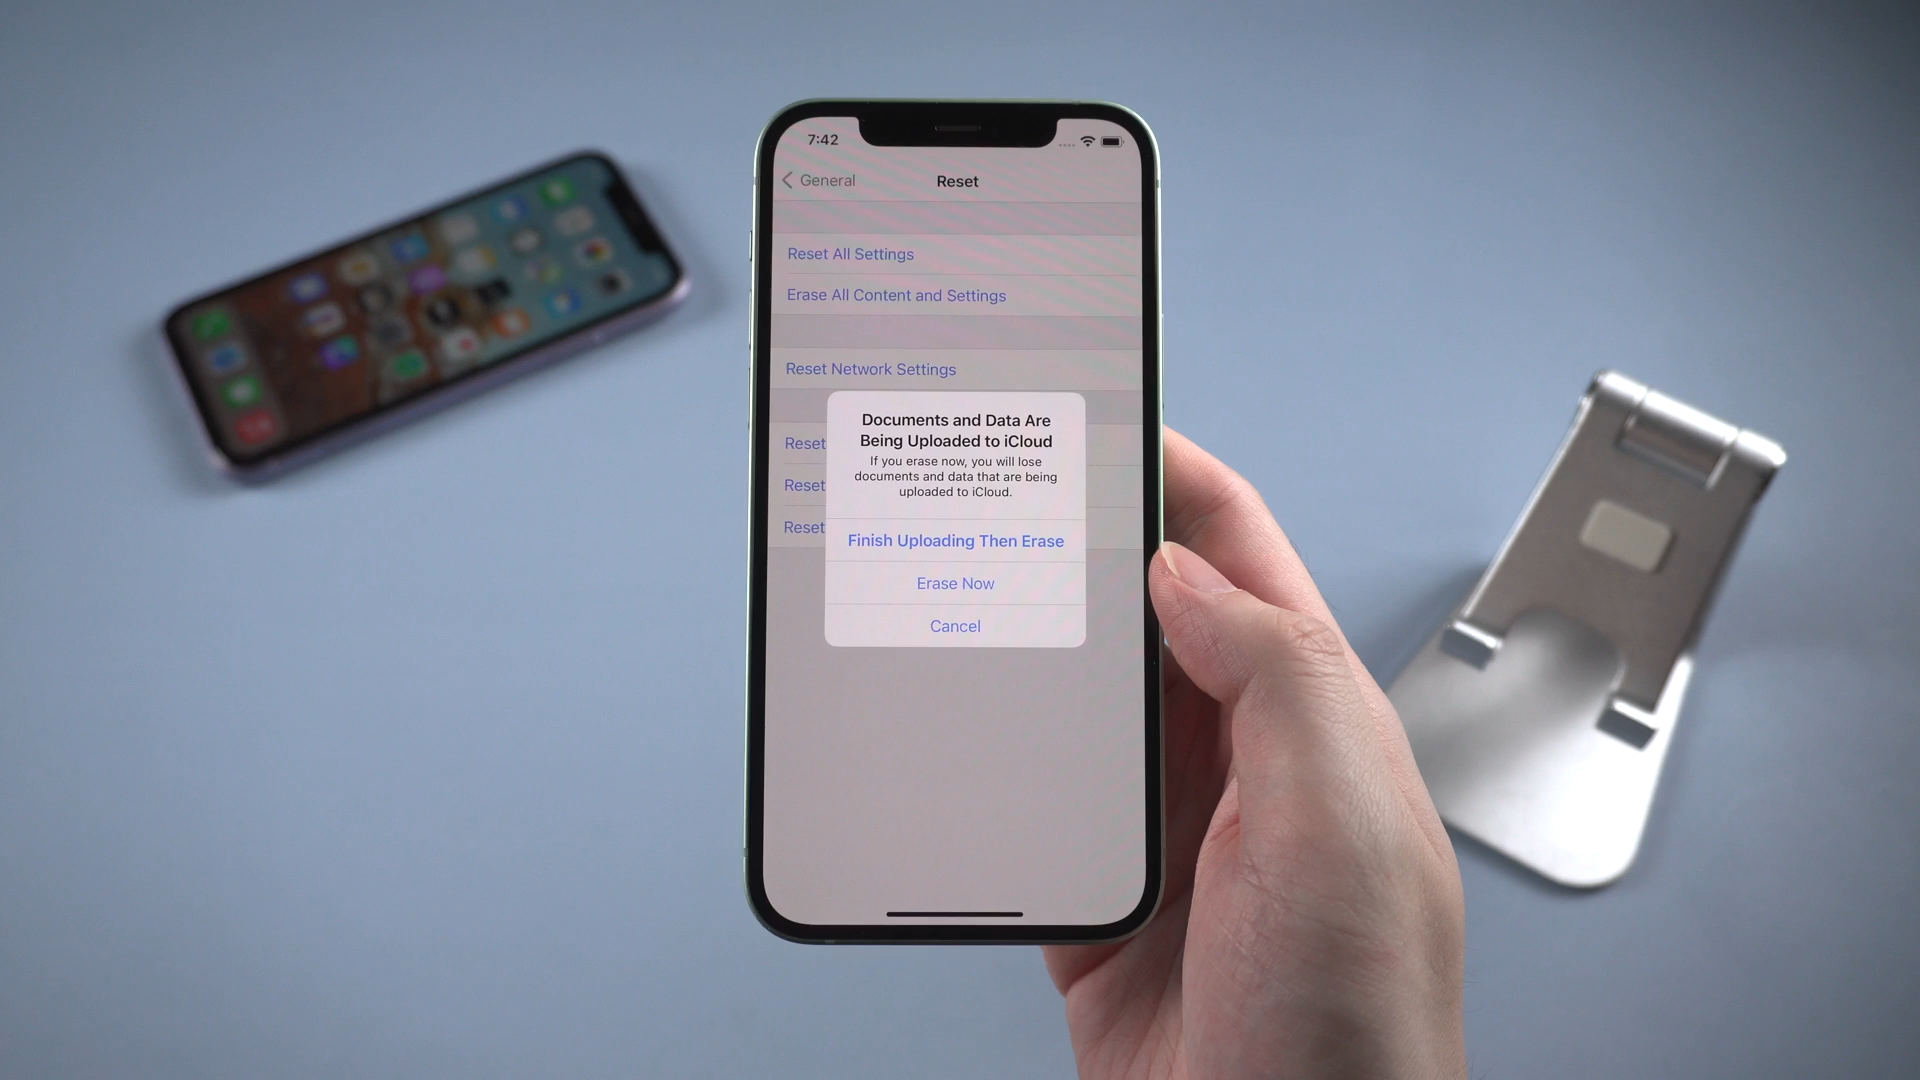 7:42
General
Reset
Reset All Settings
Erase All Content and Settings
Reset Network Settings
Documents and Data Are
Being Uploaded to iCloud
If you erase now, you will lose
documents and data that are being
uploaded to iCloud.
Reset
Reset
Reset
Finish Uploading Then Erase
Erase Now
Cancel